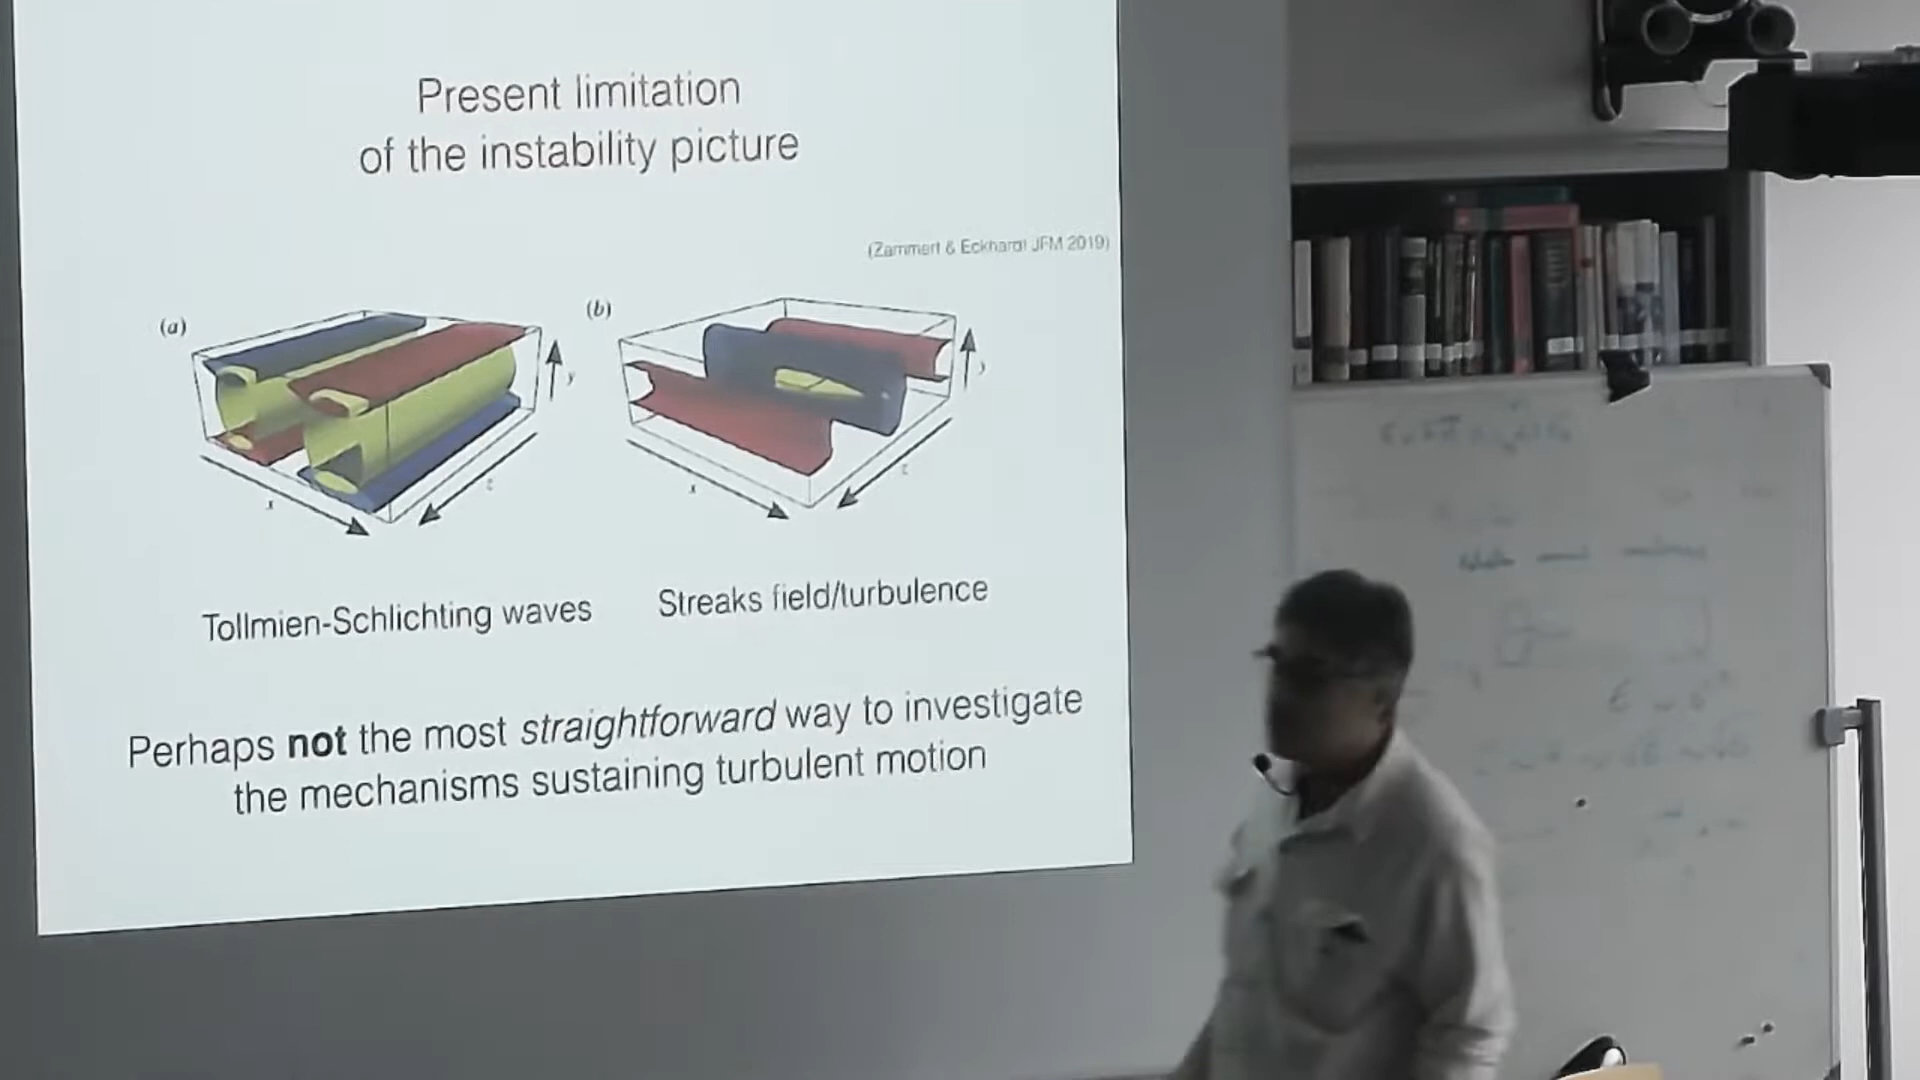 Present limitation
of the instability picture
(Zammert & Eckhardt JFM 2019)
(a)
(b)
y
y
x
z
x
z
Tollmien-Schlichting waves
Streaks field/turbulence
Perhaps not the most straightforward way to investigate
the mechanisms sustaining turbulent motion